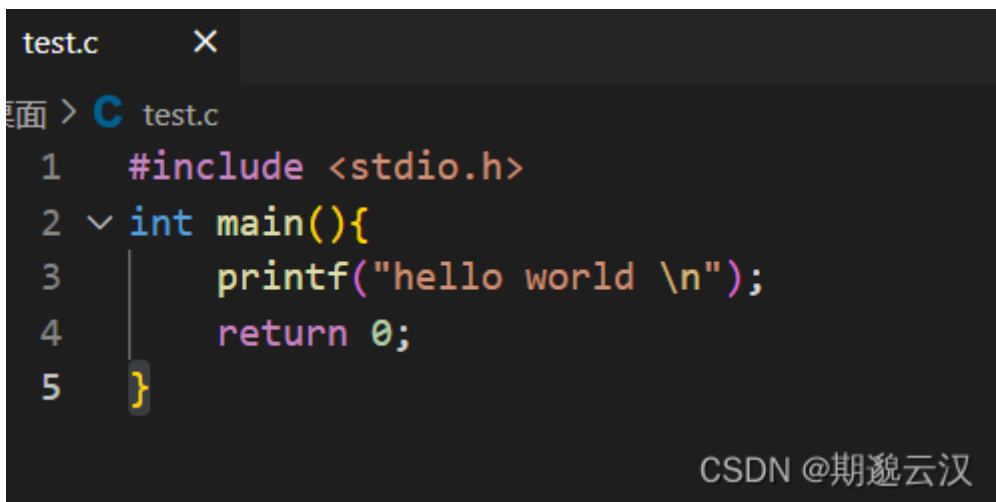 test.c ×
桌面 > C test.c
1 #include <stdio.h>
2 int main(){
3 printf("hello world \n");
4 return 0;
5 }
CSDN @期邈云汉